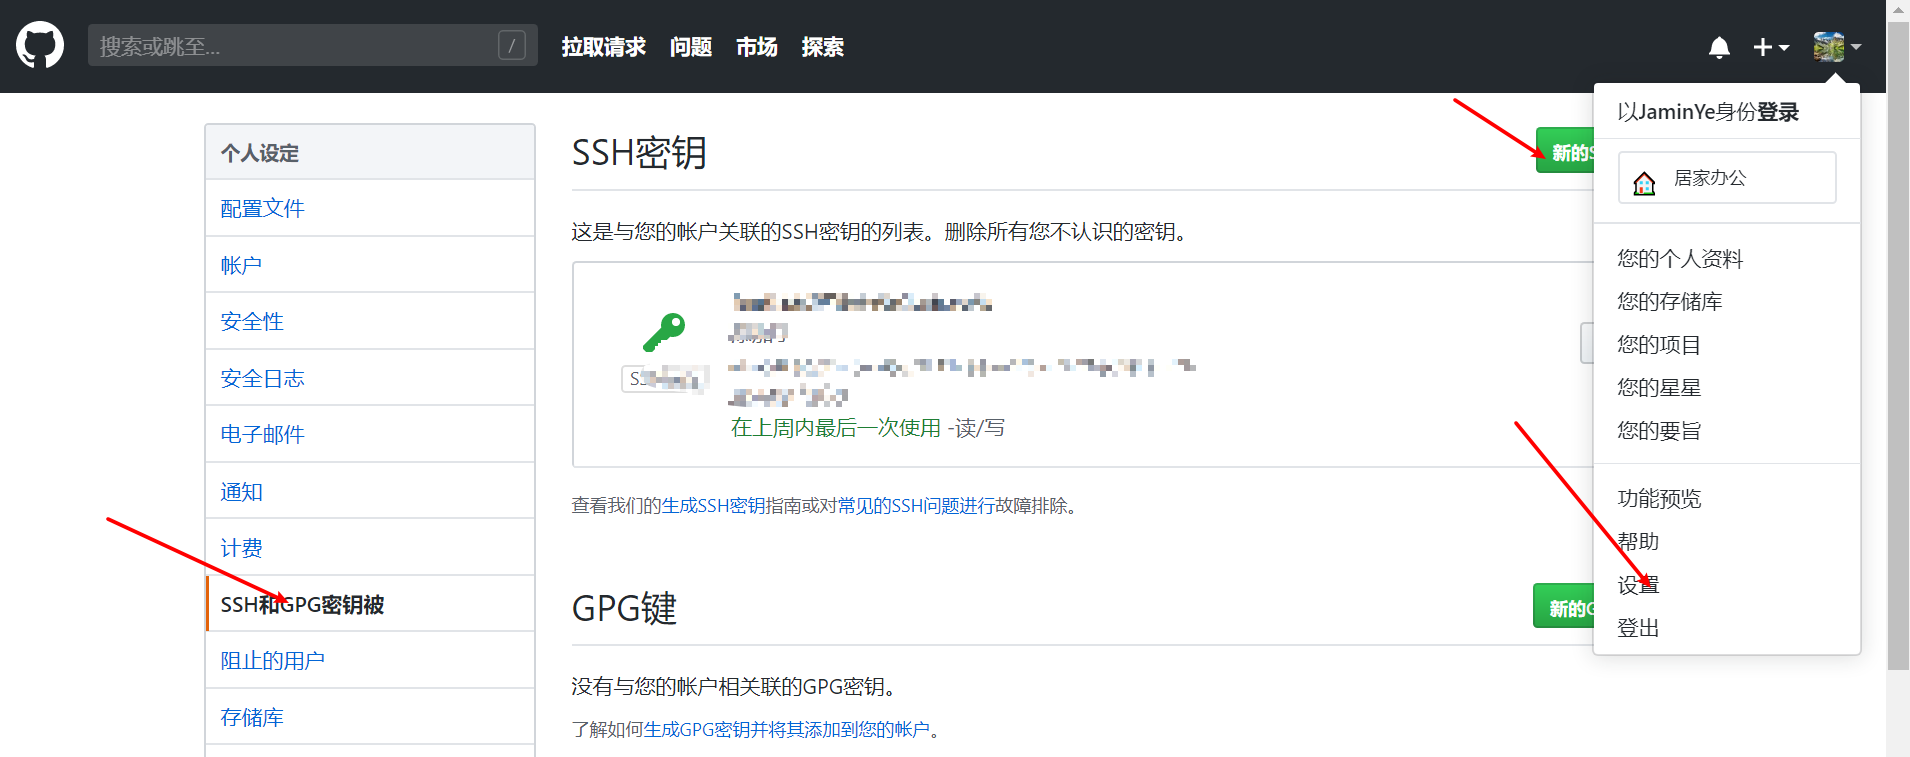 搜索或跳至...
/
拉取请求 问题 市场 探索
以JaminYe身份登录
居家办公
您的个人资料
您的存储库
您的项目
您的星星
您的要旨
功能预览
帮助
设置
登出
个人设定
配置文件
帐户
安全性
安全日志
电子邮件
通知
计费
SSH和GPG密钥被
阻止的用户
存储库
SSH密钥
新的S
这是与您的帐户关联的SSH密钥的列表。删除所有您不认识的密钥。
在上周内最后一次使用 -读/写
查看我们的生成SSH密钥指南或对常见的SSH问题进行故障排除。
GPG键
新的G
没有与您的帐户相关联的GPG密钥。
了解如何生成GPG密钥并将其添加到您的帐户。